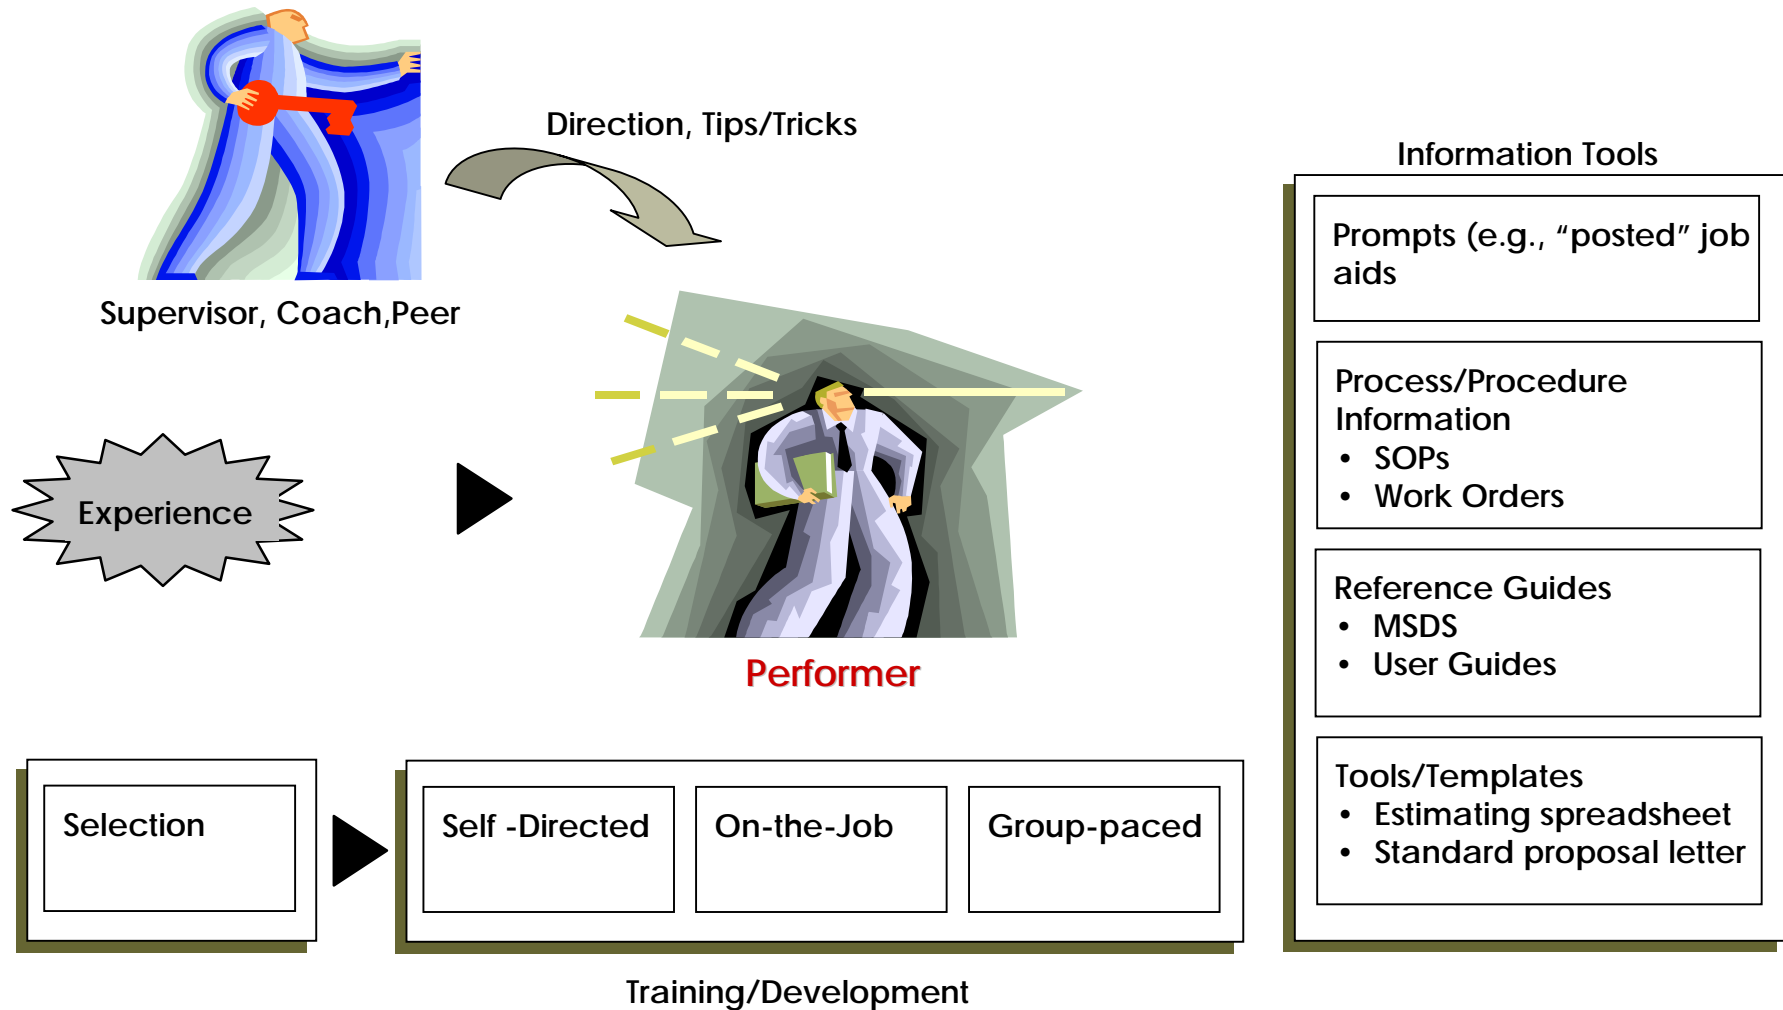 Direction, Tips/Tricks
Supervisor, Coach,Peer
Experience
Performer
Selection
Self -Directed
On-the-Job
Group-paced
Training/Development
Information Tools
Prompts (e.g., “posted” job
aids
Process/Procedure
Information
• SOPs
• Work Orders
Reference Guides
• MSDS
• User Guides
Tools/Templates
• Estimating spreadsheet
• Standard proposal letter